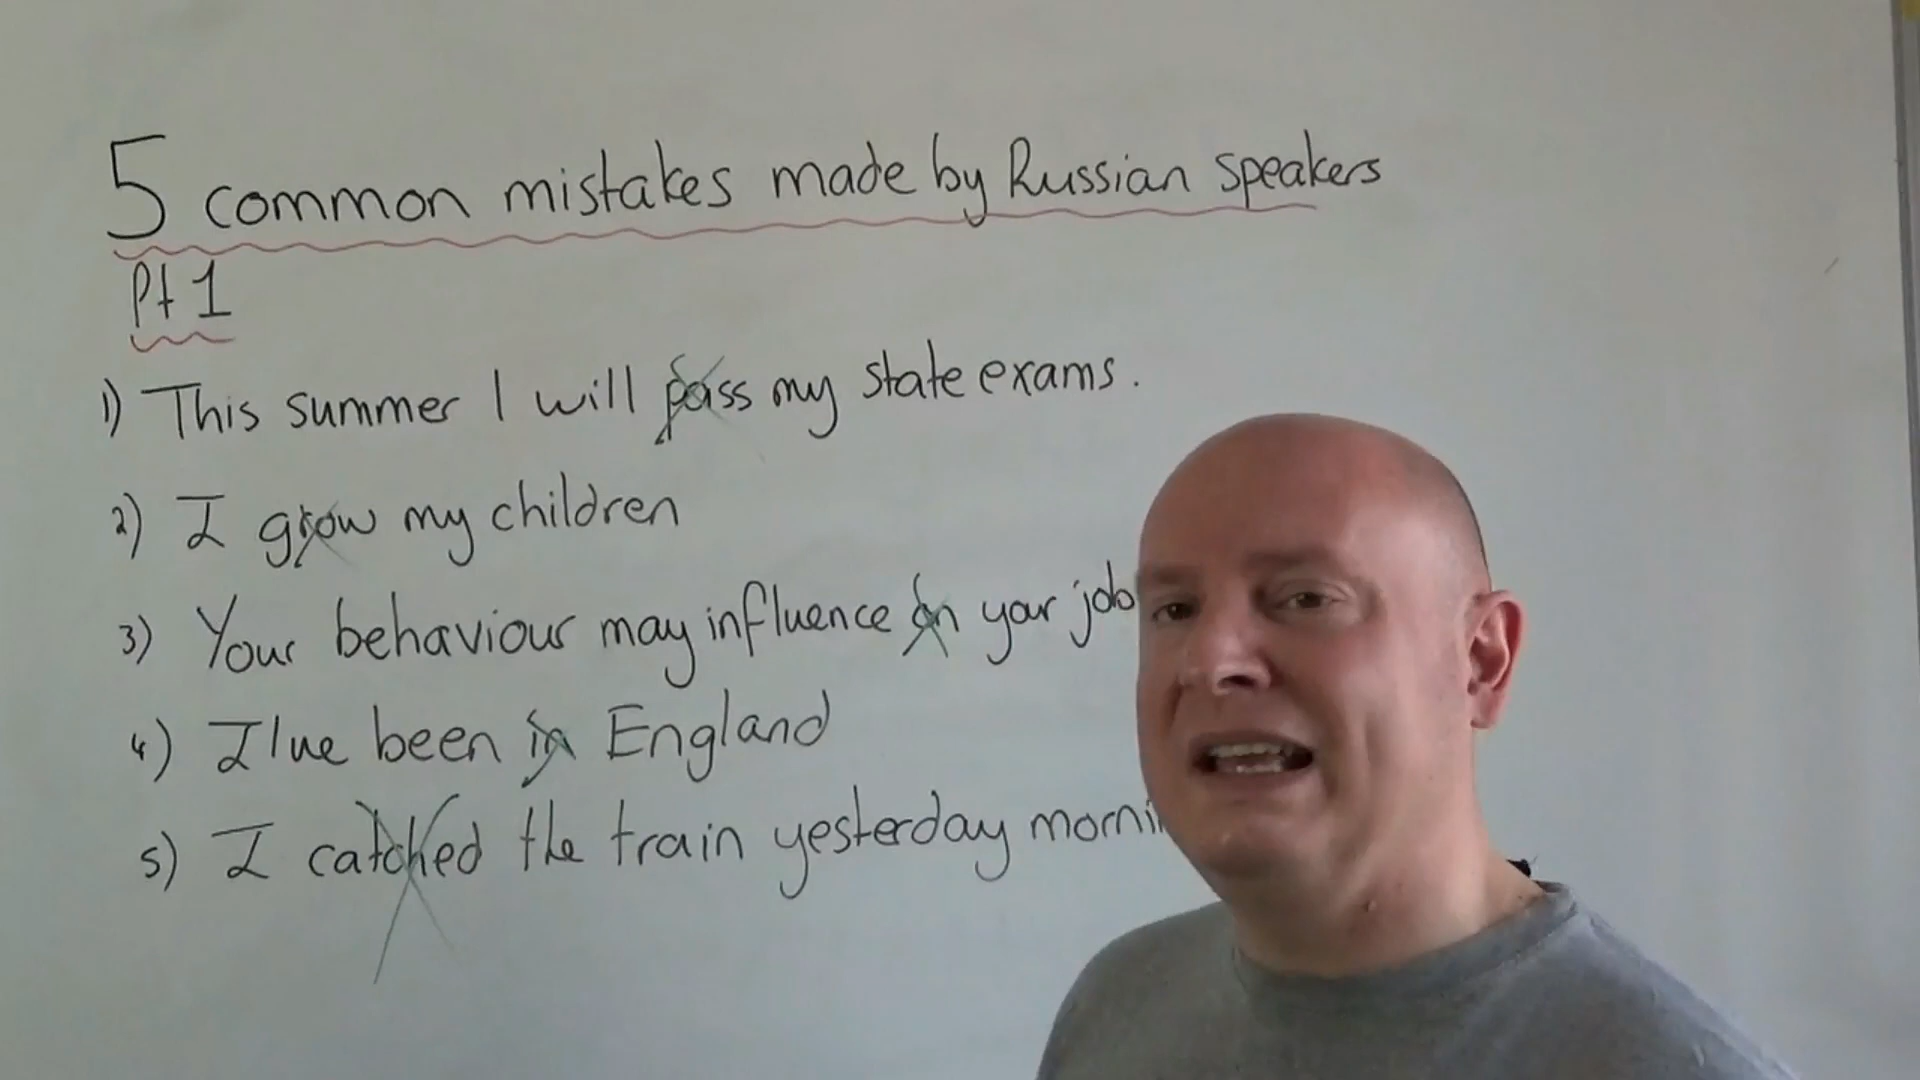 5 common mistakes made by Russian speakers
Pt 1
1) This summer I will pass my state exams.
2) I grow my children
3) Your behaviour may influence on your job
4) I've been in England
5) I catched the train yesterday morni